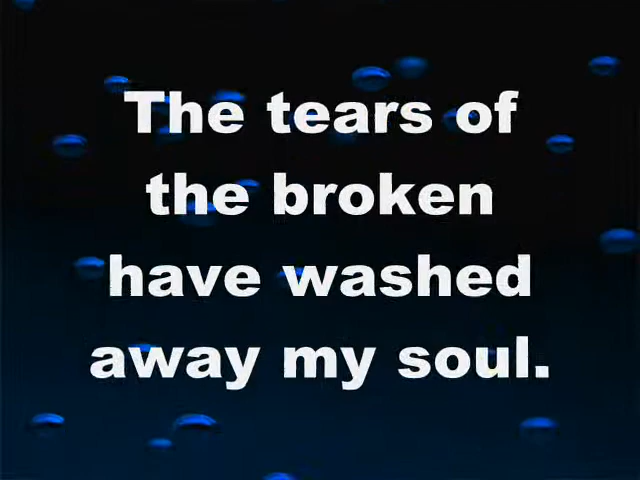 The tears of
the broken
have washed
away my soul.